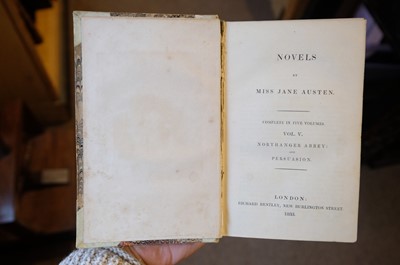 NOVELS
BY
MISS JANE AUSTEN.
COMPLETE IN FIVE VOLUMES.
VOL. V.
NORTHANGER ABBEY:
AND
PERSUASION.
LONDON:
RICHARD BENTLEY, NEW BURLINGTON STREET.